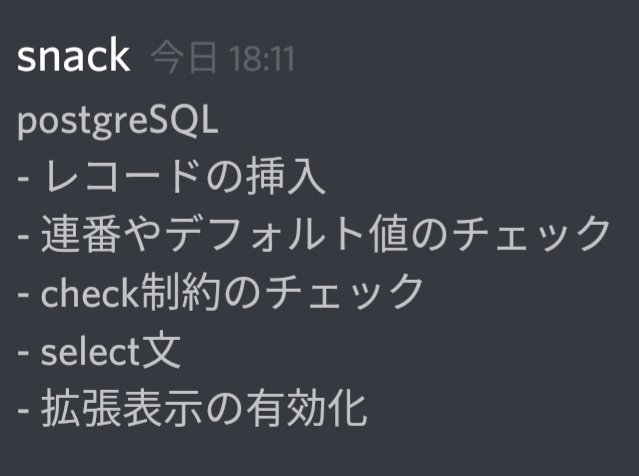 snack 今日 18:11
postgreSQL
- レコードの挿入
- 連番やデフォルト値のチェック
- check制約のチェック
- select文
- 拡張表示の有効化